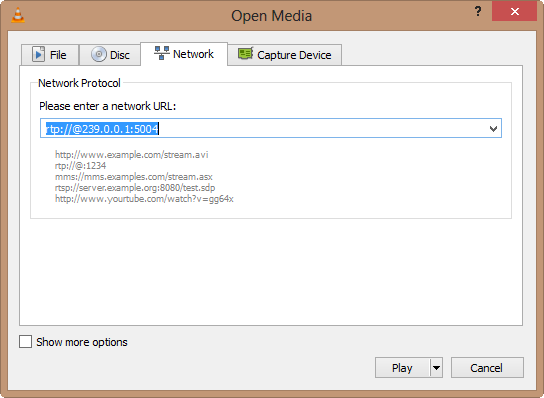 Open Media
?
File Disc Network Capture Device
Network Protocol
Please enter a network URL:
rtp://@239.0.0.1:5004
http://www.example.com/stream.avi
rtp://@:1234
mms://mms.examples.com/stream.asx
rtsp://server.example.org:8080/test.sdp
http://www.yourtube.com/watch?v=gg64x
Show more options
Play Cancel